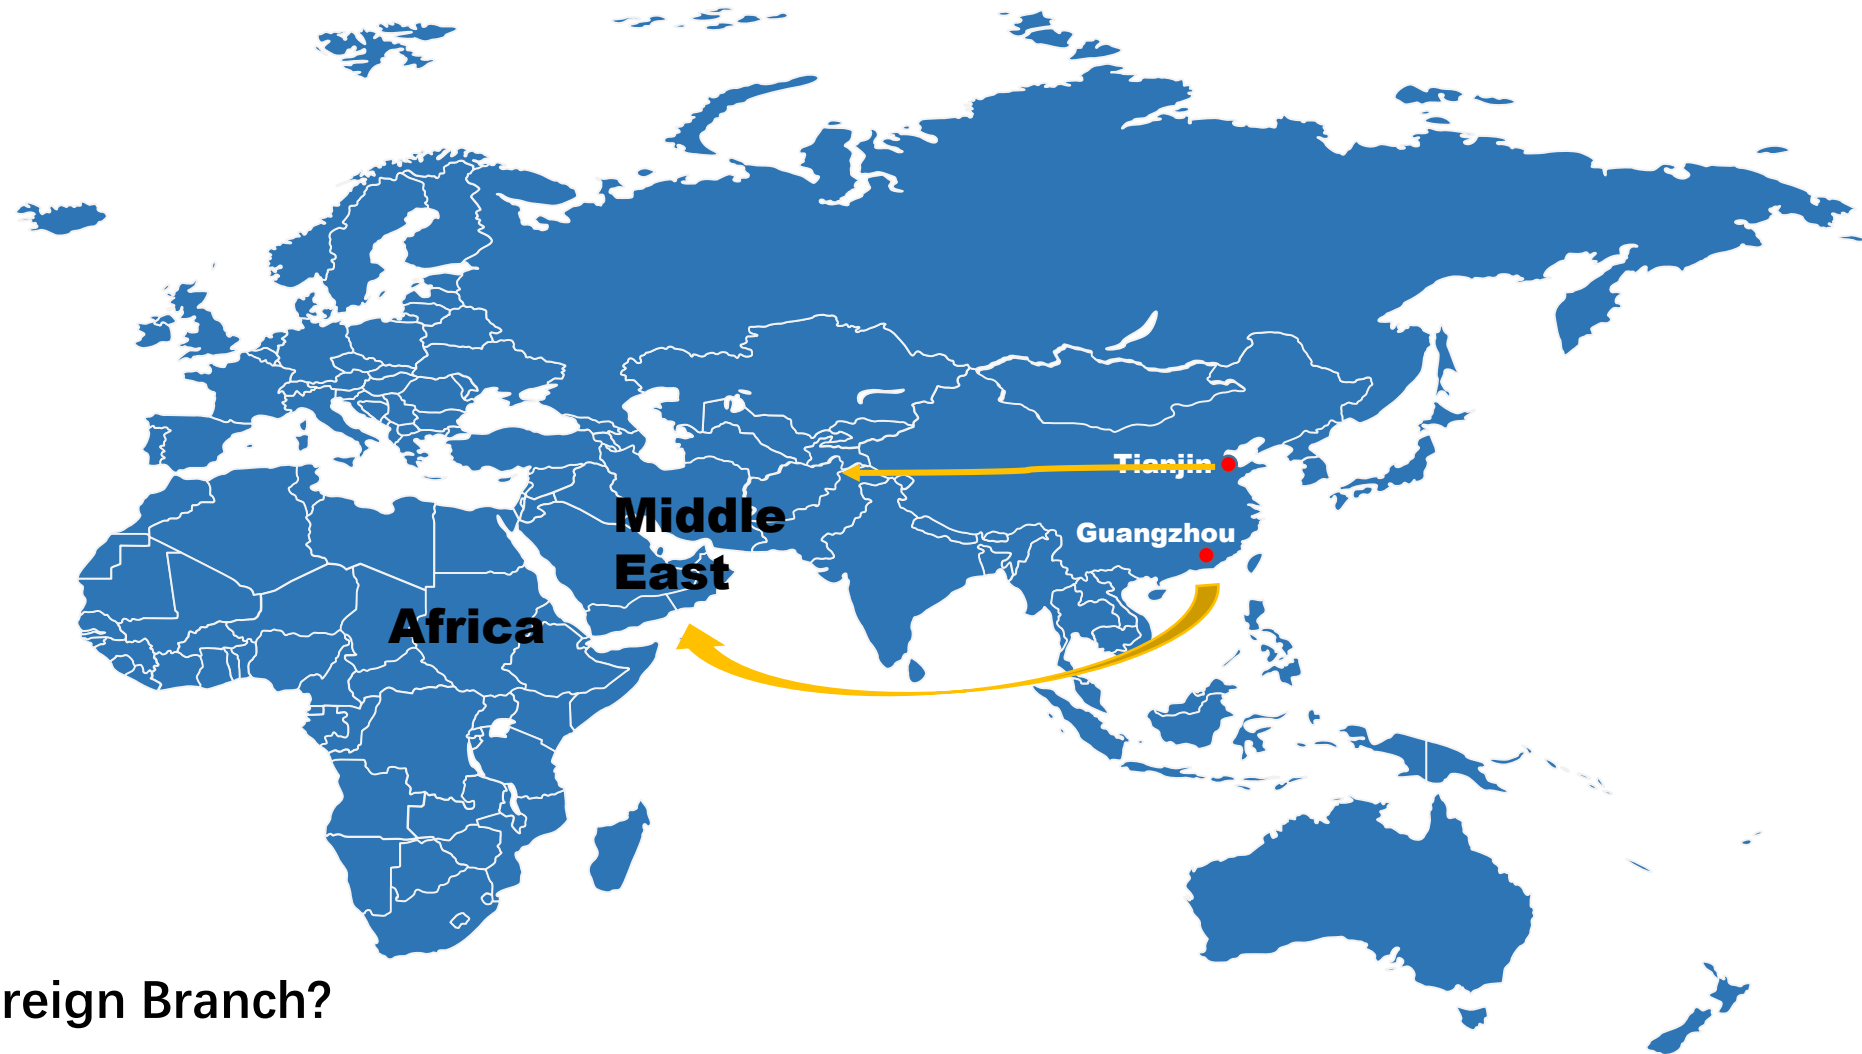 Tianjin
Middle
East
Guangzhou
Africa
reign Branch?